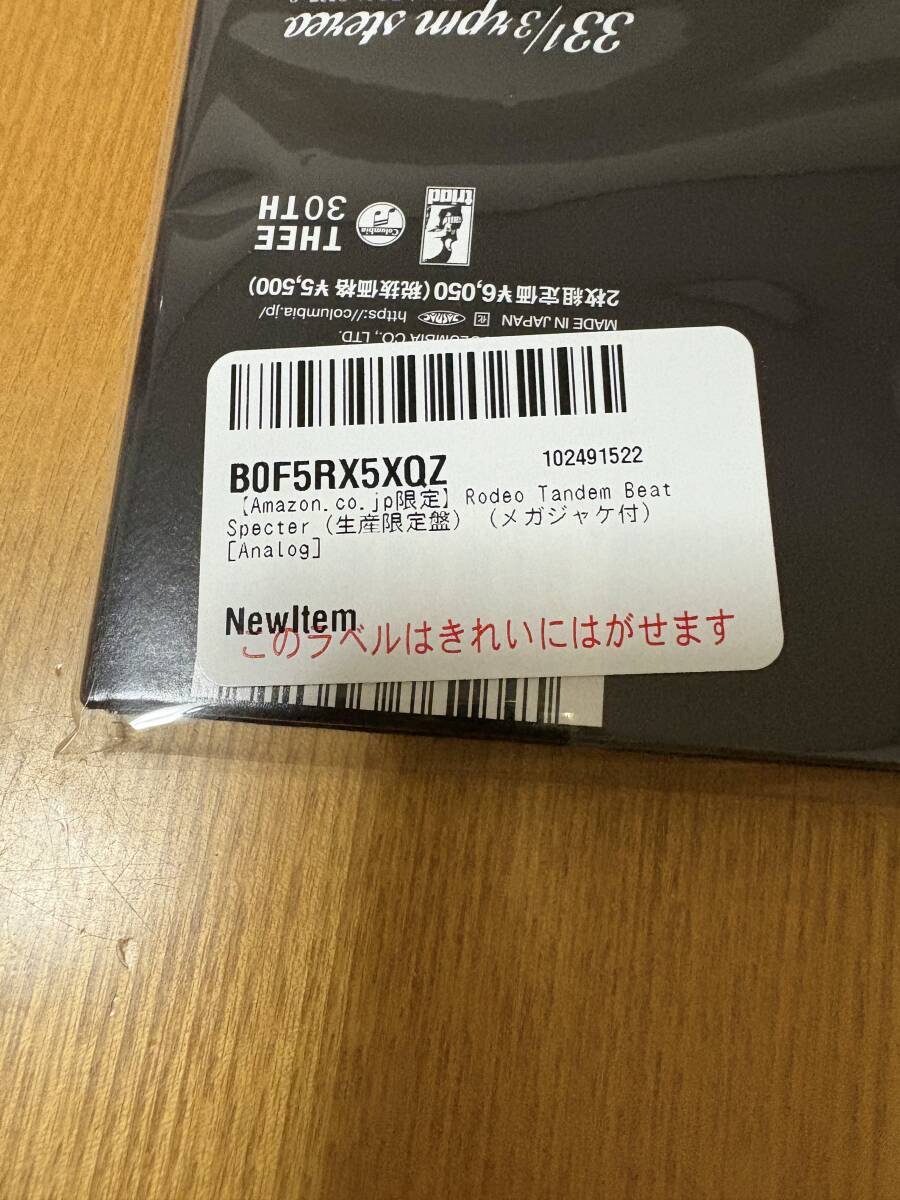 33 1/3 rpm stereo
triad
Columbia
THEE
30TH
2枚組定価¥6,050(税抜価格 ¥5,500)
MADE IN JAPAN JASRAC https://columbia.jp/
CO., LTD.
B0F5RX5XQZ 102491522
【Amazon.co.jp限定】Rodeo Tandem Beat
Specter (生産限定盤) (メガジャケ付)
[Analog]
NewItem
このラベルはきれいにはがせます